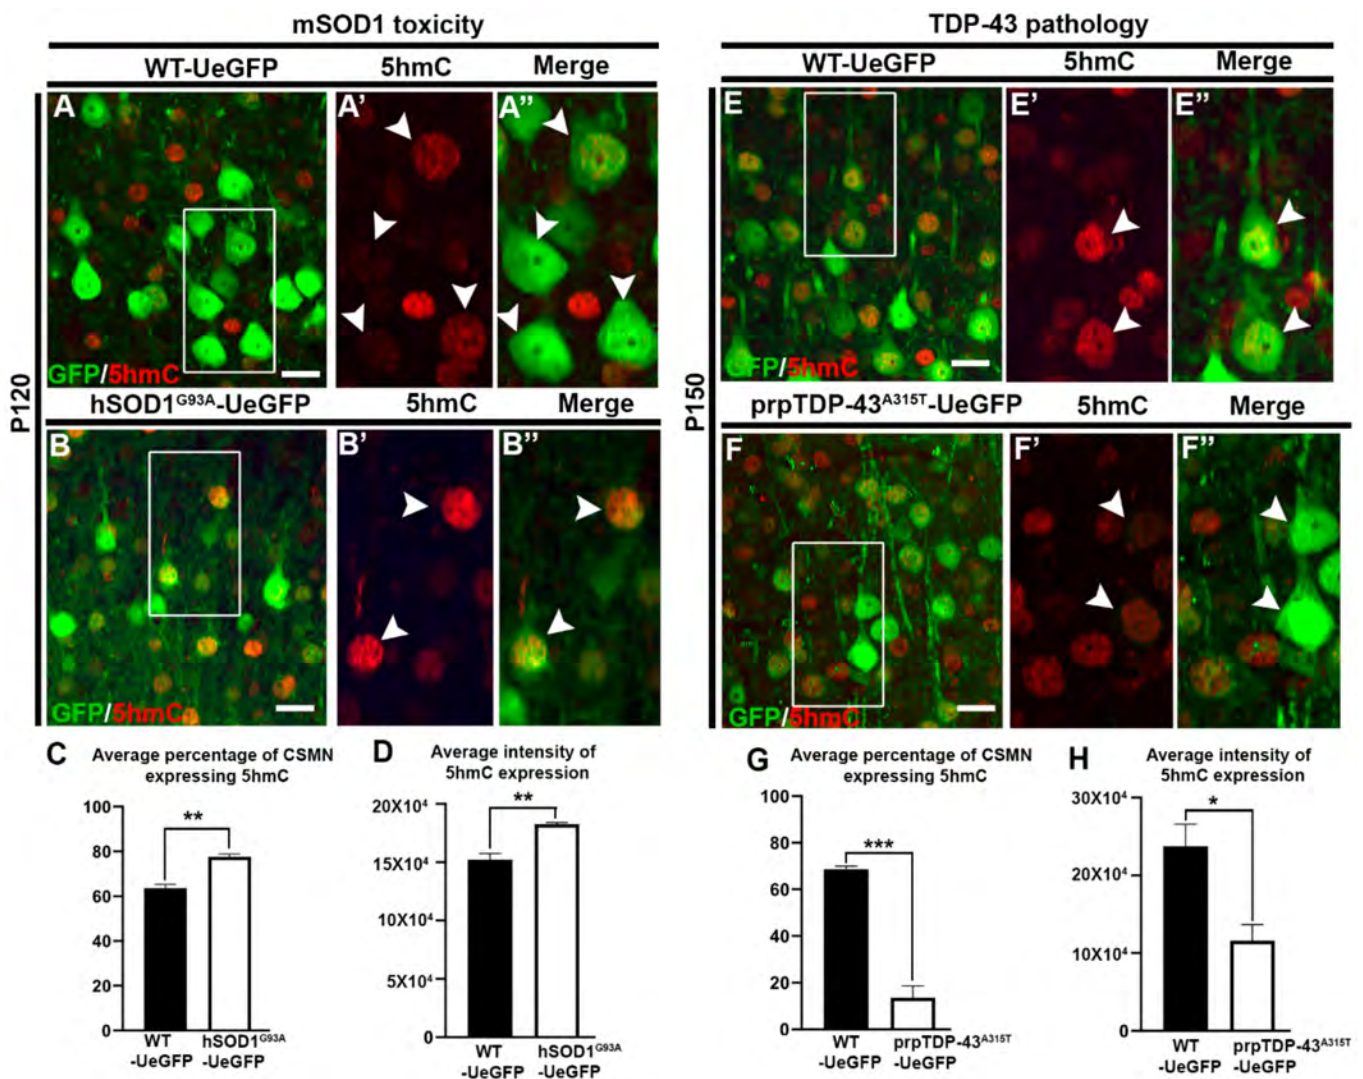 mSOD1 toxicity
TDP-43 pathology
WT-UeGFP 5hmC Merge
WT-UeGFP 5hmC Merge
P120
A A' A"
GFP/5hmC
hSOD1G93A-UeGFP 5hmC Merge
B B' B"
GFP/5hmC
P150
E E' E"
GFP/5hmC
prpTDP-43A315T-UeGFP 5hmC Merge
F F' F"
GFP/5hmC
C Average percentage of CSMN
expressing 5hmC
100
80
60
40
20
0
**
WT
-UeGFP
hSOD1G93A
-UeGFP
D Average intensity of
5hmC expression
20X10⁴
15X10⁴
10X10⁴
5X10⁴
0
**
WT
-UeGFP
hSOD1G93A
-UeGFP
G Average percentage of CSMN
expressing 5hmC
100
80
60
40
20
0
***
WT
-UeGFP
prpTDP-43A315T
-UeGFP
H Average intensity of
5hmC expression
30X10⁴
20X10⁴
10X10⁴
0
*
WT
-UeGFP
prpTDP-43A315T
-UeGFP